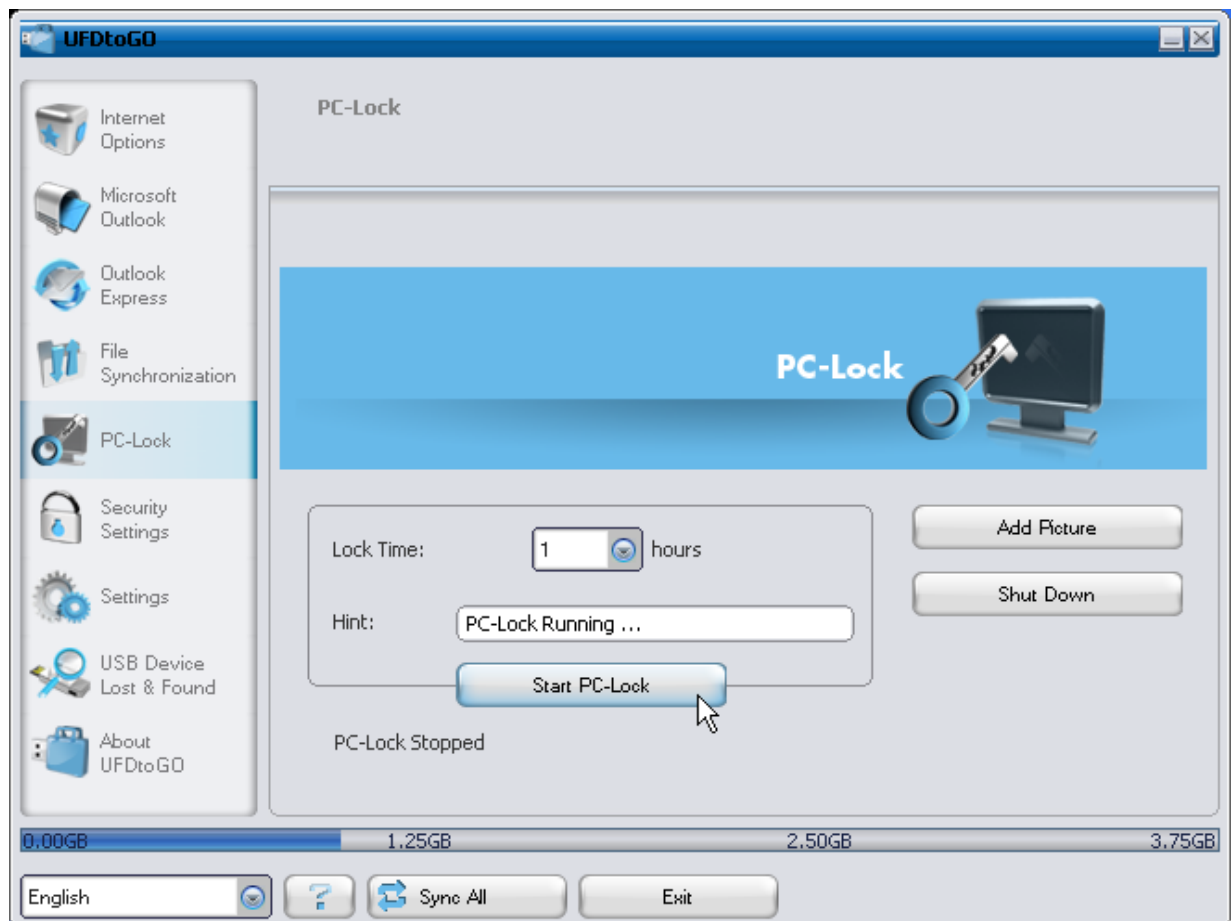 UFDtoGO
Internet
Options
Microsoft
Outlook
Outlook
Express
File
Synchronization
PC-Lock
Security
Settings
Settings
USB Device
Lost & Found
About
UFDtoGO
PC-Lock
PC-Lock
Lock Time: 1 hours
Hint: PC-Lock Running ...
Start PC-Lock
PC-Lock Stopped
Add Picture
Shut Down
0.00GB 1.25GB 2.50GB 3.75GB
English ? Sync All Exit